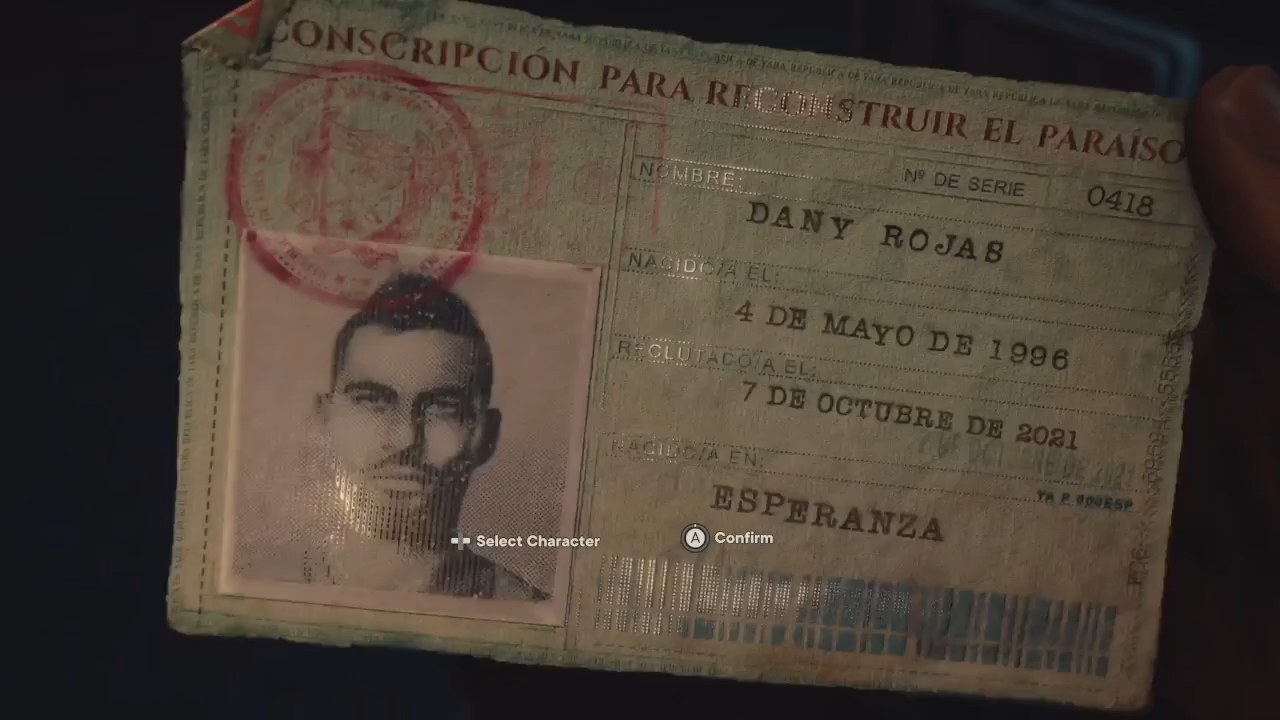 CONSCRIPCIÓN PARA RECONSTRUIR EL PARAÍSO
NOMBRE:
Nº DE SERIE
0418
DANY ROJAS
NACIDO/A EL:
4 DE MAYO DE 1996
RECLUTADO/A EL:
7 DE OCTUBRE DE 2021
NACIDO/A EN:
ESPERANZA
Select Character
A Confirm